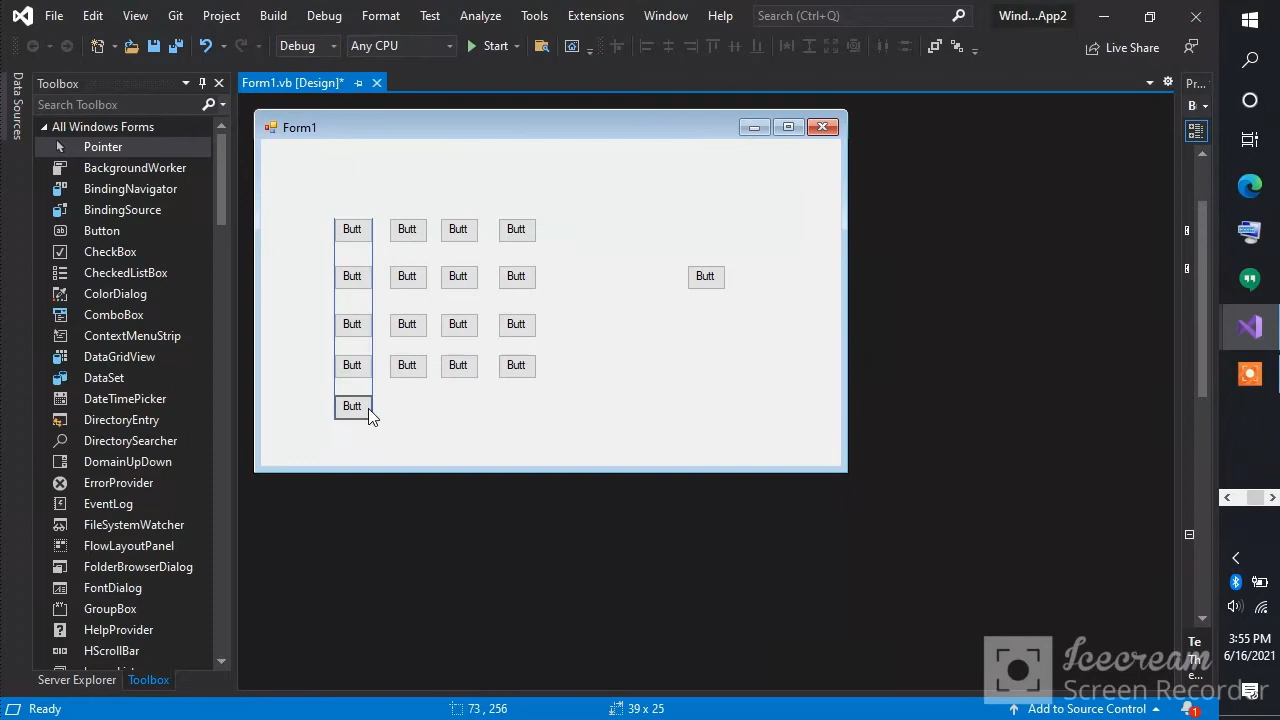 File Edit View Git Project Build Debug Format Test Analyze Tools Extensions Window Help Search (Ctrl+Q) Wind...App2
Debug Any CPU Start Live Share
Data Sources
Toolbox
Search Toolbox
All Windows Forms
Pointer
BackgroundWorker
BindingNavigator
BindingSource
Button
CheckBox
CheckedListBox
ColorDialog
ComboBox
ContextMenuStrip
DataGridView
DataSet
DateTimePicker
DirectoryEntry
DirectorySearcher
DomainUpDown
ErrorProvider
EventLog
FileSystemWatcher
FlowLayoutPanel
FolderBrowserDialog
FontDialog
GroupBox
HelpProvider
HScrollBar
Server Explorer Toolbox
Form1.vb [Design]*
Form1
Butt Butt Butt Butt
Butt Butt Butt Butt Butt
Butt Butt Butt Butt
Butt Butt Butt Butt
Butt
Pr...
B
Te
Th
e...
3:55 PM
6/16/2021
Icecream
Screen Recorder
Ready 73 , 256 39 x 25 Add to Source Control 1